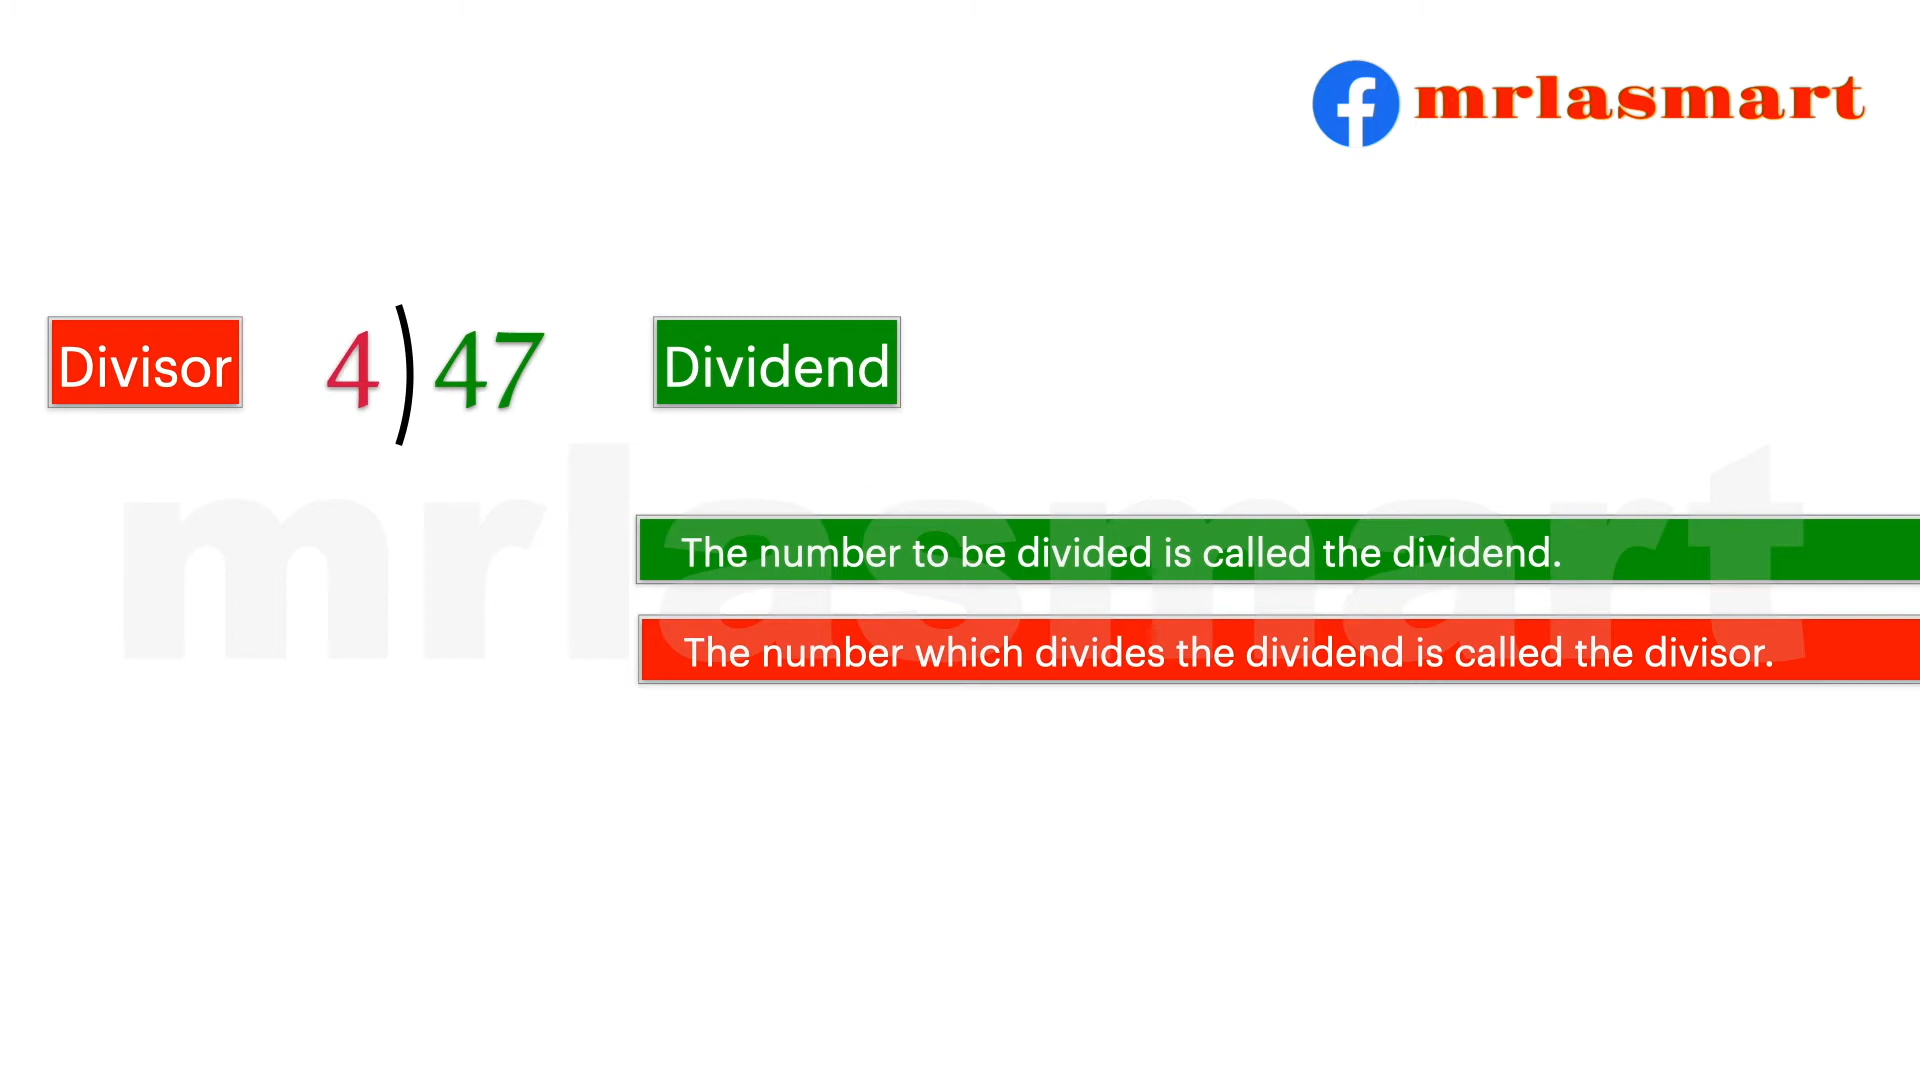 mrlasmart
Divisor 4)47 Dividend
mrlasmart
The number to be divided is called the dividend.
The number which divides the dividend is called the divisor.